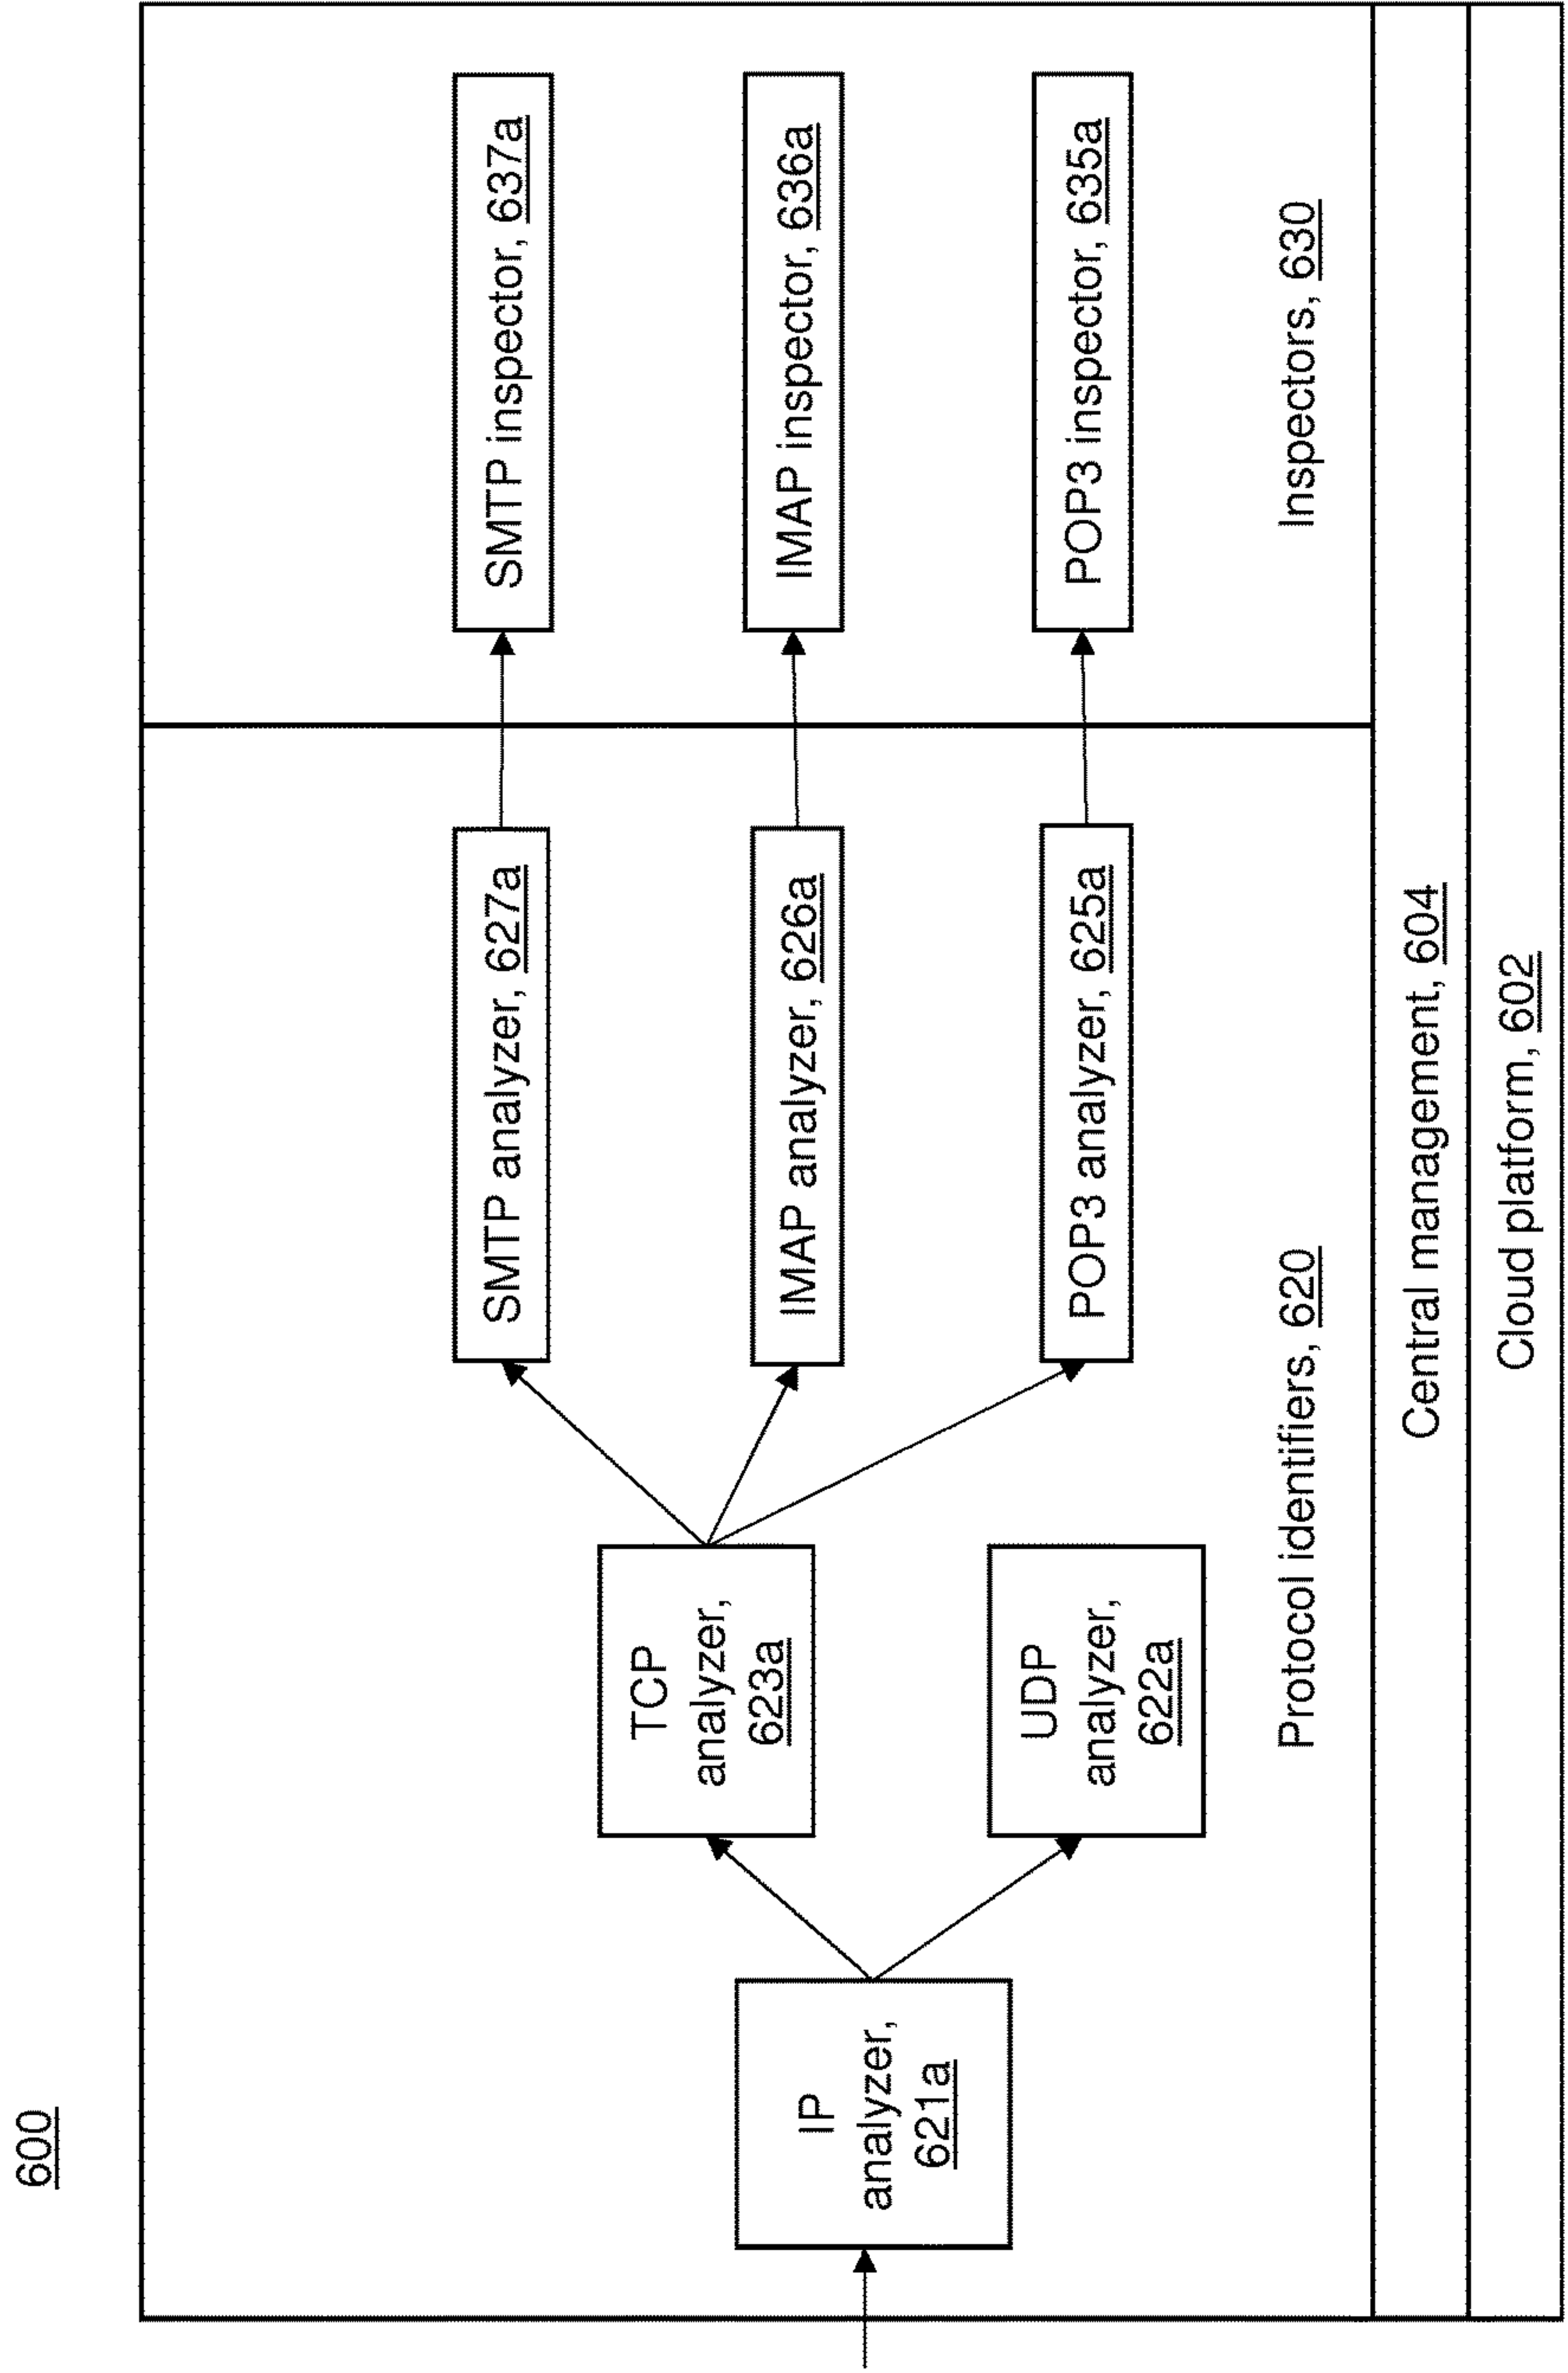 600
IP
analyzer,
621a
TCP
analyzer,
623a
UDP
analyzer,
622a
SMTP analyzer, 627a
IMAP analyzer, 626a
POP3 analyzer, 625a
SMTP inspector, 637a
IMAP inspector, 636a
POP3 inspector, 635a
Protocol identifiers, 620
Inspectors, 630
Central management, 604
Cloud platform, 602